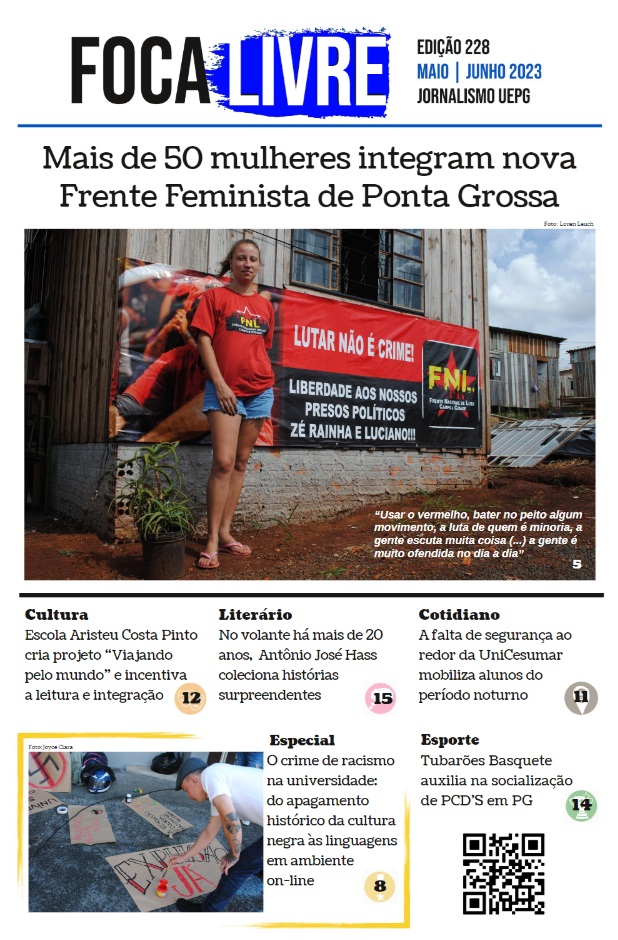 FOCA LIVRE
EDIÇÃO 228
MAIO | JUNHO 2023
JORNALISMO UEPG
Mais de 50 mulheres integram nova
Frente Feminista de Ponta Grossa
Foto: Loren Leuch
FNL
LUTAR NÃO É CRIME!
LIBERDADE AOS NOSSOS
PRESOS POLÍTICOS
ZÉ RAINHA E LUCIANO!!!
FNL
FRENTE NACIONAL DE LUTA
CAMPO E CIDADE
“Usar o vermelho, bater no peito algum
movimento, a luta de quem é minoria, a
gente escuta muita coisa (...) a gente é
muito ofendida no dia a dia”
5
Cultura
Escola Aristeu Costa Pinto
cria projeto “Viajando
pelo mundo” e incentiva
a leitura e integração
12
Literário
No volante há mais de 20
anos, Antônio José Hass
coleciona histórias
surpreendentes
15
Cotidiano
A falta de segurança ao
redor da UniCesumar
mobiliza alunos do
período noturno
11
Foto:Joyce Clara
EXPULSÃO
JÁ
Especial
O crime de racismo
na universidade:
do apagamento
histórico da cultura
negra às linguagens
em ambiente
on-line
8
Esporte
Tubarões Basquete
auxilia na socialização
de PCD'S em PG
14